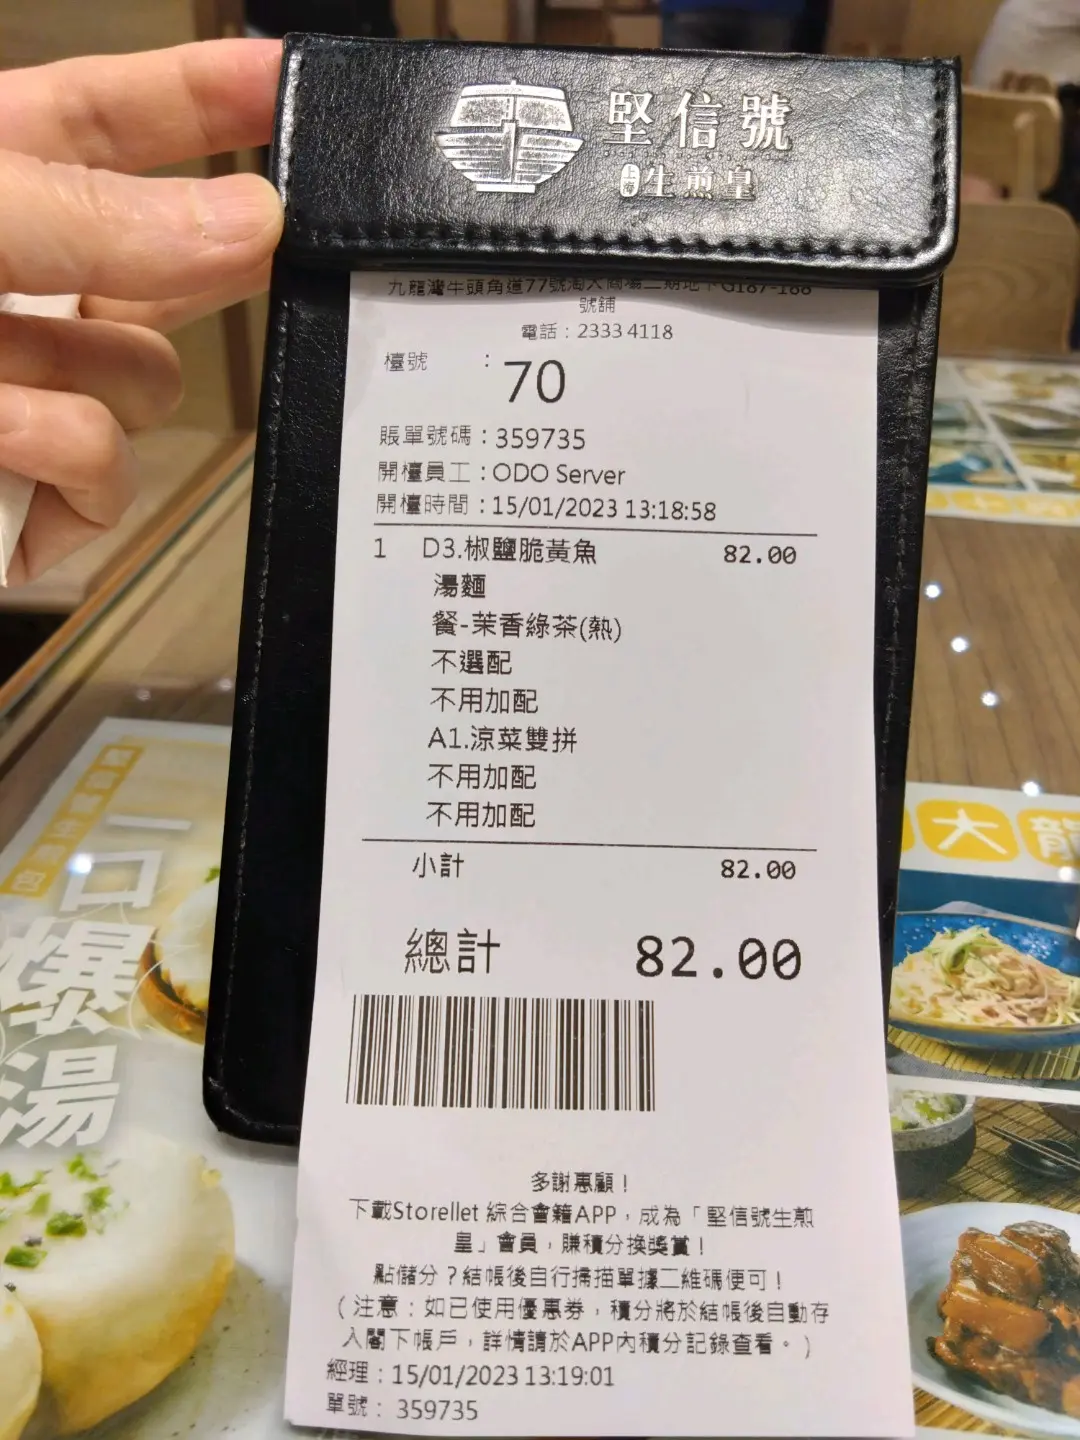 堅信號
上海生煎皇
九龍灣牛頭角道77號淘大商場二期地下G187-188
號舖
電話：2333 4118
檯號 ： 70
賬單號碼：359735
開檯員工：ODO Server
開檯時間：15/01/2023 13:18:58
1 D3.椒鹽脆黃魚 82.00
湯麵
餐-茉香綠茶(熱)
不選配
不用加配
A1.涼菜雙拼
不用加配
不用加配
小計 82.00
總計 82.00
多謝惠顧！
下載Storellet 綜合會籍APP，成為「堅信號生煎
皇」會員，賺積分換獎賞！
點儲分？結帳後自行掃描單據二維碼便可！
（注意：如已使用優惠券，積分將於結帳後自動存
入閣下帳戶，詳情請於APP內積分記錄查看。）
經理：15/01/2023 13:19:01
單號： 359735
一口爆湯
大龍